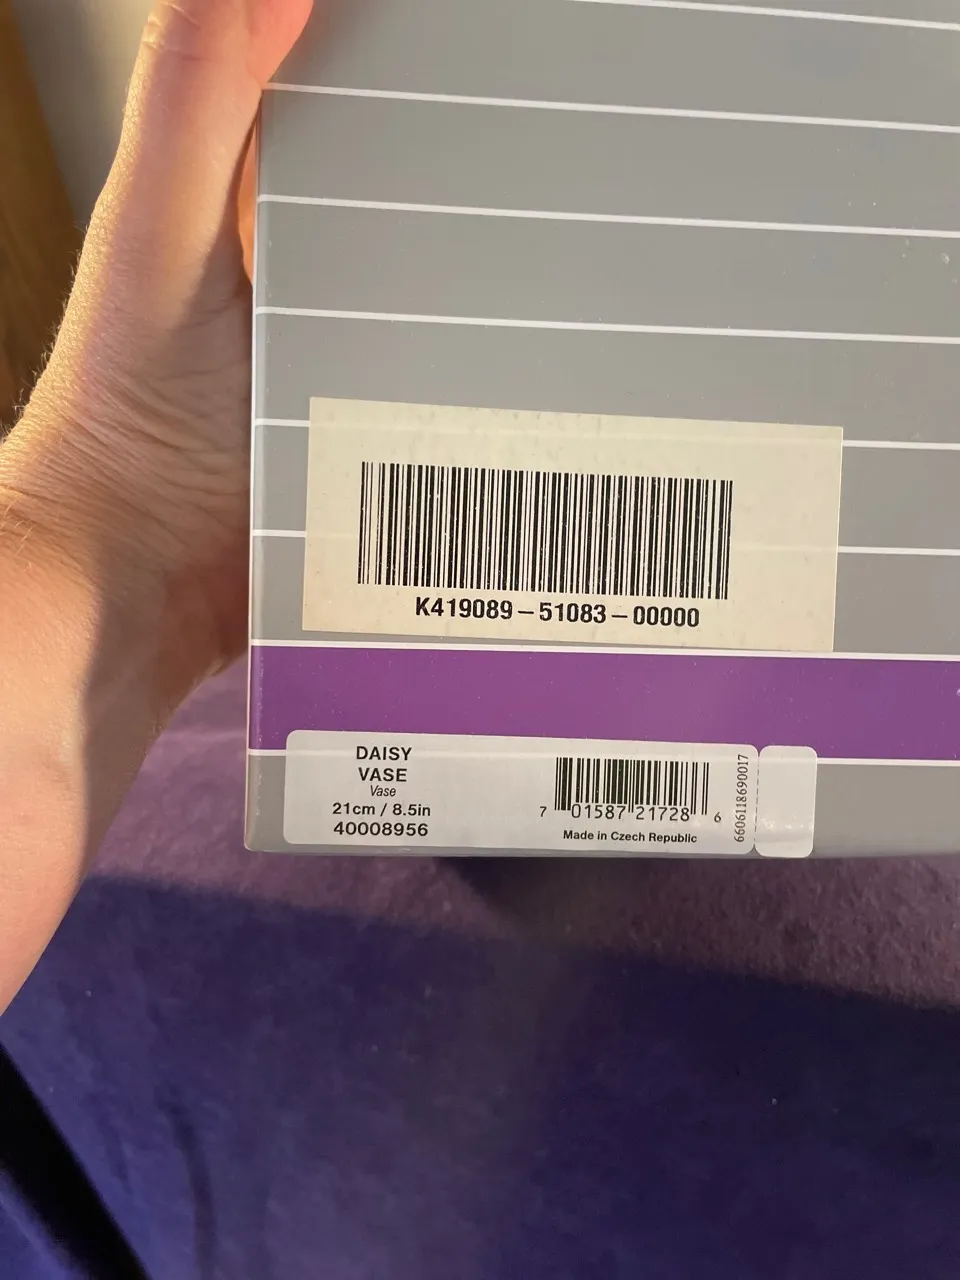 K419089-51083-00000
DAISY
VASE
Vase
21cm / 8.5in
40008956
7 01587 21728 6
Made in Czech Republic
6606118690017